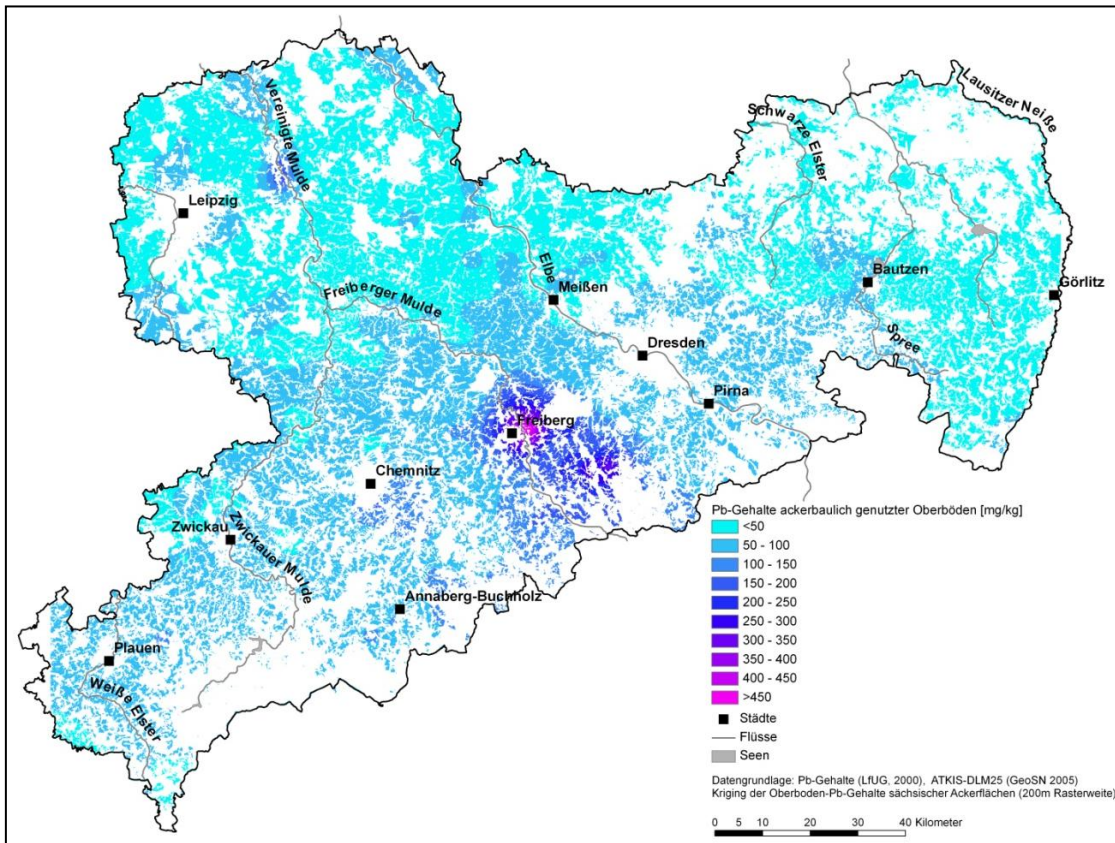 Lausitzer Neiße
Vereinigte Mulde
Schwarze Elster
Leipzig
Bautzen
Görlitz
Elbe
Meißen
Freiberger Mulde
Dresden
Spree
Pirna
Freiberg
Chemnitz
Zwickau
Zwickauer Mulde
Annaberg-Buchholz
Plauen
Weiße Elster
Pb-Gehalte ackerbaulich genutzter Oberböden [mg/kg]
<50
50 - 100
100 - 150
150 - 200
200 - 250
250 - 300
300 - 350
350 - 400
400 - 450
>450
Städte
Flüsse
Seen
Datengrundlage: Pb-Gehalte (LfUG, 2000), ATKIS-DLM25 (GeoSN 2005)
Kriging der Oberboden-Pb-Gehalte sächsischer Ackerflächen (200m Rasterweite)
0 5 10 20 30 40 Kilometer